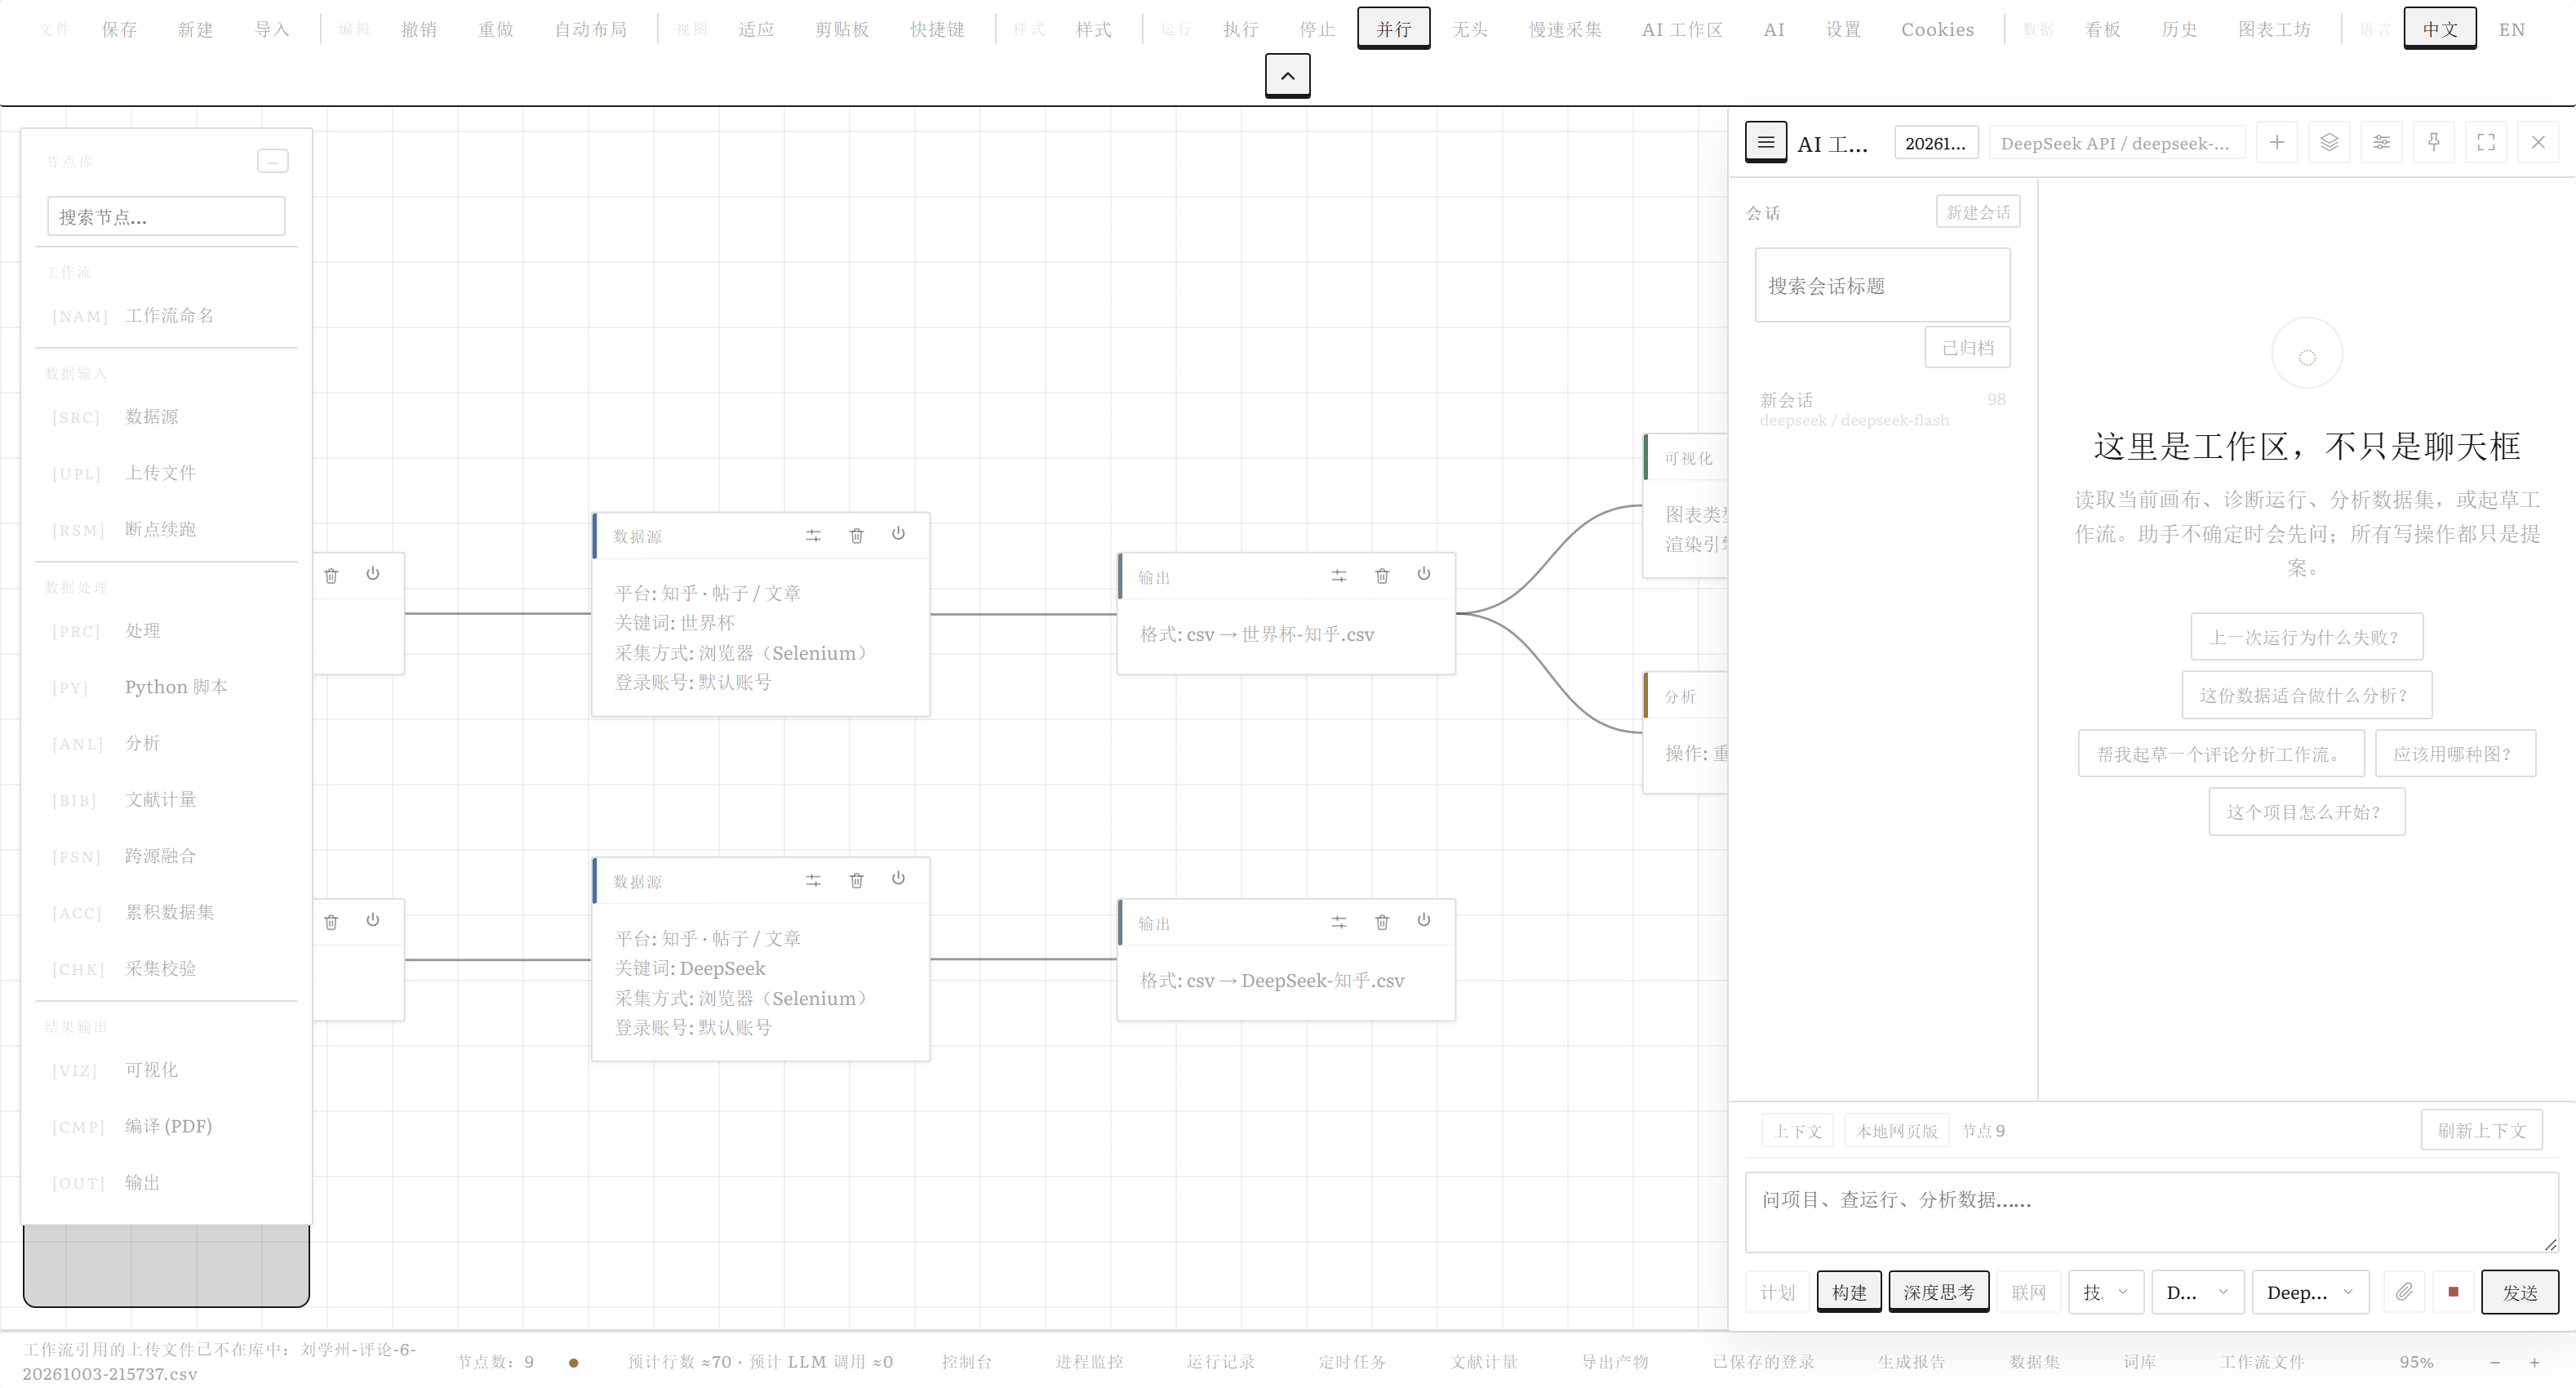 文件 保存 新建 导入 编辑 撤销 重做 自动布局 视图 适应 剪贴板 快捷键 样式 样式 运行 执行 停止 并行 无头 慢速采集 AI 工作区 AI 设置 Cookies 数据 看板 历史 图表工坊 语言 中文 EN
节点库
搜索节点...
工作流
[NAM] 工作流命名
数据输入
[SRC] 数据源
[UPL] 上传文件
[RSM] 断点续跑
数据处理
[PRC] 处理
[PY] Python 脚本
[ANL] 分析
[BIB] 文献计量
[FSN] 跨源融合
[ACC] 累积数据集
[CHK] 采集校验
结果输出
[VIZ] 可视化
[CMP] 编译 (PDF)
[OUT] 输出
数据源
平台: 知乎 · 帖子 / 文章
关键词: 世界杯
采集方式: 浏览器（Selenium）
登录账号: 默认账号
输出
格式: csv → 世界杯-知乎.csv
可视化
图表类型
渲染引擎
分析
操作: 重
数据源
平台: 知乎 · 帖子 / 文章
关键词: DeepSeek
采集方式: 浏览器（Selenium）
登录账号: 默认账号
输出
格式: csv → DeepSeek-知乎.csv
AI 工... 20261... DeepSeek API / deepseek-...
会话 新建会话
搜索会话标题
已归档
新会话 98
deepseek / deepseek-flash
这里是工作区，不只是聊天框
读取当前画布、诊断运行、分析数据集，或起草工
作流。助手不确定时会先问；所有写操作都只是提
案。
上一次运行为什么失败？
这份数据适合做什么分析？
帮我起草一个评论分析工作流。 应该用哪种图？
这个项目怎么开始？
上下文 本地网页版 节点 9 刷新上下文
问项目、查运行、分析数据……
计划 构建 深度思考 联网 技. D... Deep... 发送
工作流引用的上传文件已不在库中：刘学州-评论-6-
20261003-215737.csv
节点数：9 预计行数 ≈70 · 预计 LLM 调用 ≈0 控制台 进程监控 运行记录 定时任务 文献计量 导出产物 已保存的登录 生成报告 数据集 词库 工作流文件 95% − +